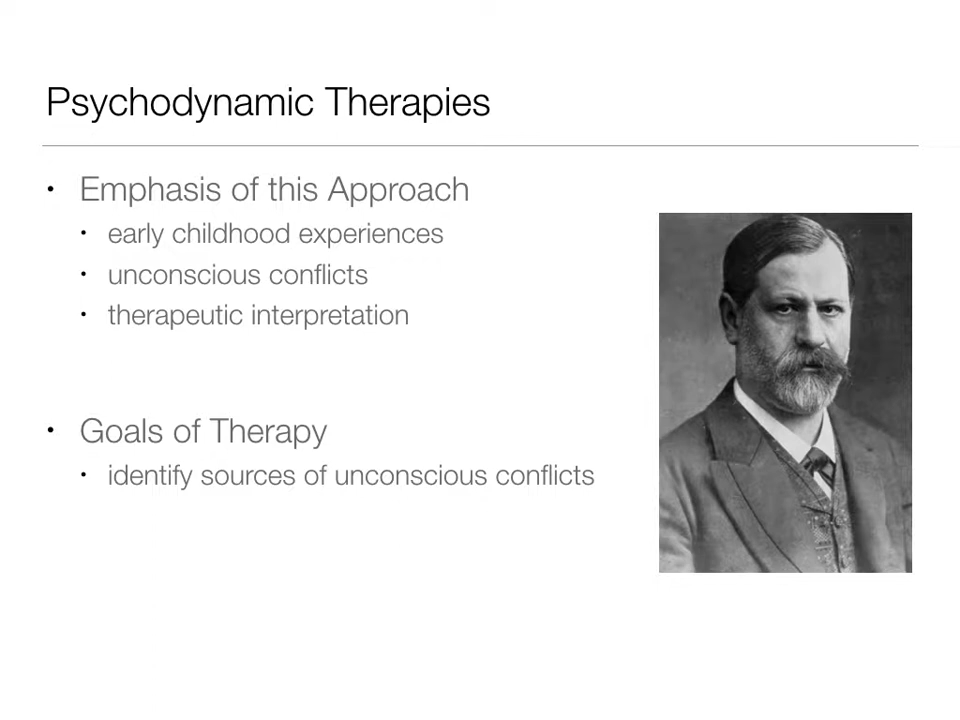 Psychodynamic Therapies
• Emphasis of this Approach
• early childhood experiences
• unconscious conflicts
• therapeutic interpretation
• Goals of Therapy
• identify sources of unconscious conflicts